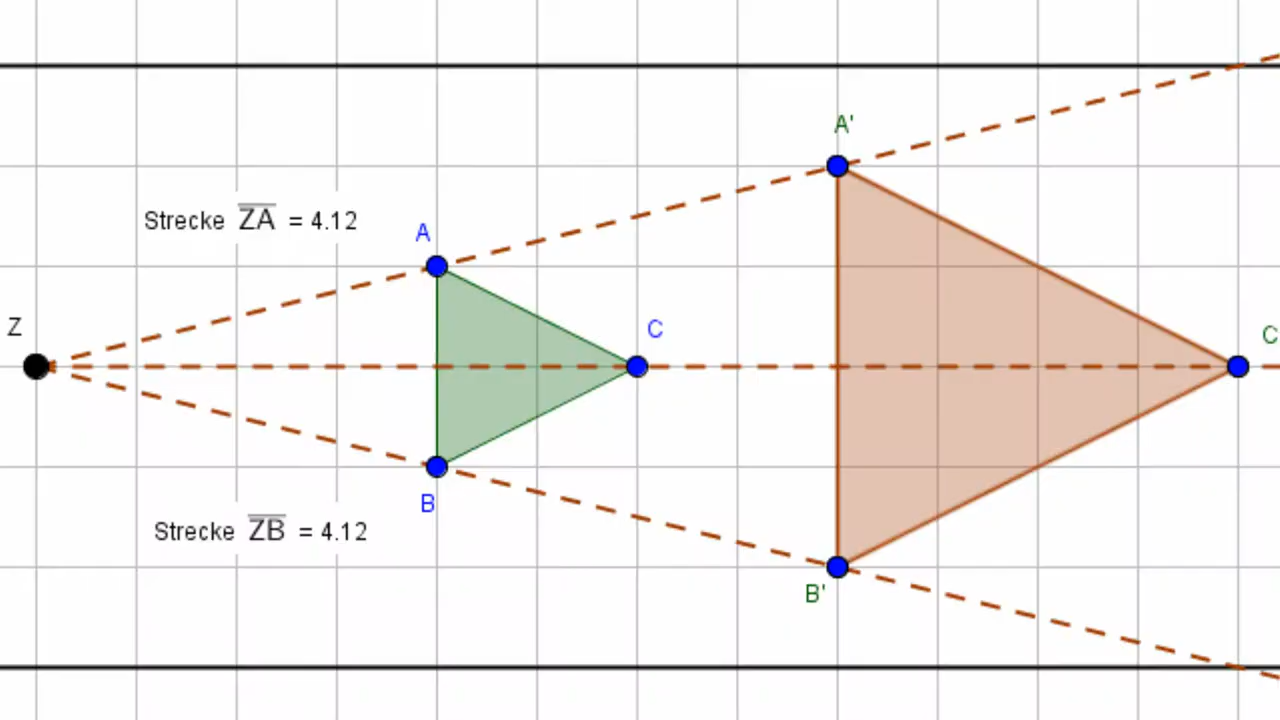 A'
Strecke ZA = 4.12
A
Z
C
C
B
Strecke ZB = 4.12
B'